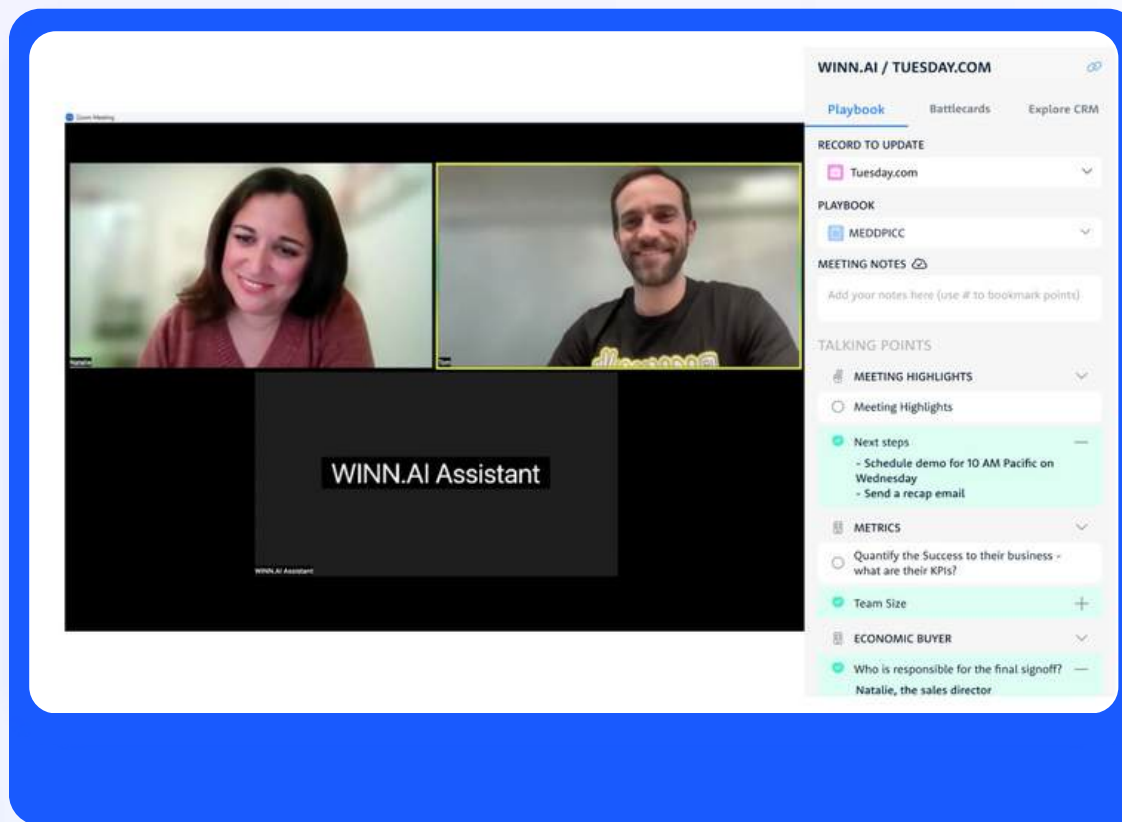 Zoom Meeting
Natalie
Tom
WINN.AI Assistant
WINN.AI Assistant
WINN.AI / TUESDAY.COM
Playbook Battlecards Explore CRM
RECORD TO UPDATE
Tuesday.com
PLAYBOOK
MEDDPICC
MEETING NOTES
Add your notes here (use # to bookmark points)
TALKING POINTS
MEETING HIGHLIGHTS
Meeting Highlights
Next steps
- Schedule demo for 10 AM Pacific on
Wednesday
- Send a recap email
METRICS
Quantify the Success to their business -
what are their KPIs?
Team Size
ECONOMIC BUYER
Who is responsible for the final signoff?
Natalie, the sales director